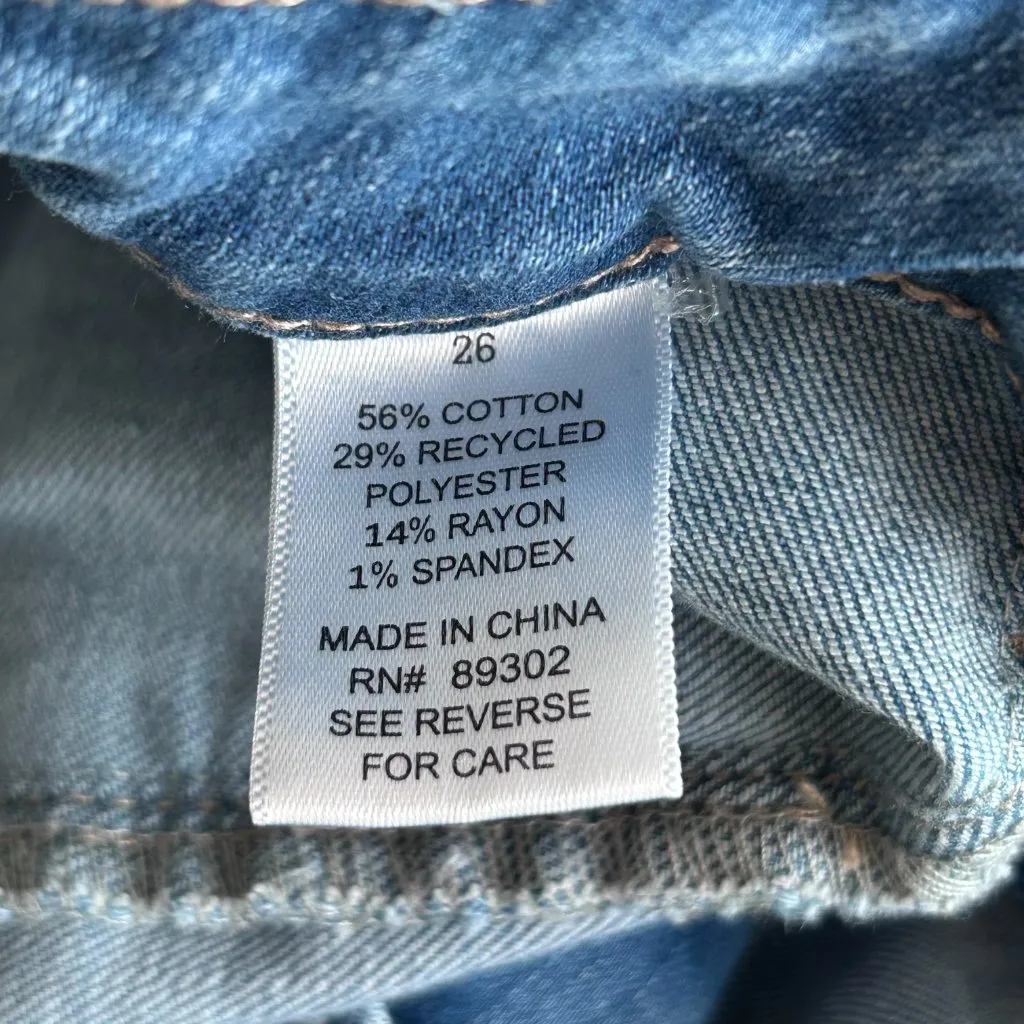 26
56% COTTON
29% RECYCLED
POLYESTER
14% RAYON
1% SPANDEX
MADE IN CHINA
RN# 89302
SEE REVERSE
FOR CARE